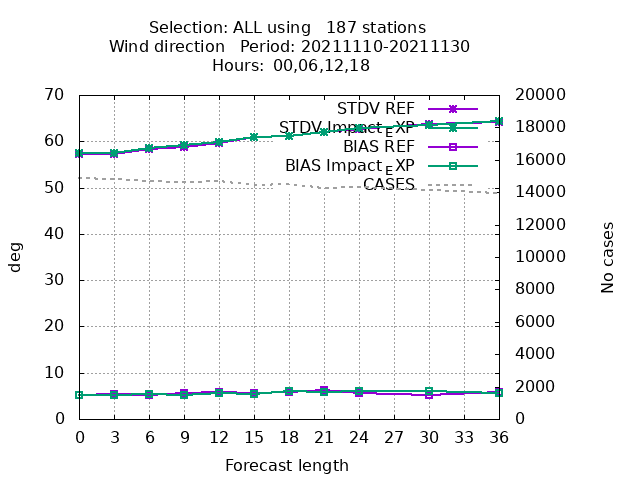 Selection: ALL using   187 stations
Wind direction   Period: 20211110-20211130
Hours:  00,06,12,18
STDV REF
STDV Impact_EXP
BIAS REF
BIAS Impact_EXP
CASES
70
60
50
40
30
20
10
0
deg
20000
18000
16000
14000
12000
10000
8000
6000
4000
2000
0
No cases
0 3 6 9 12 15 18 21 24 27 30 33 36
Forecast length